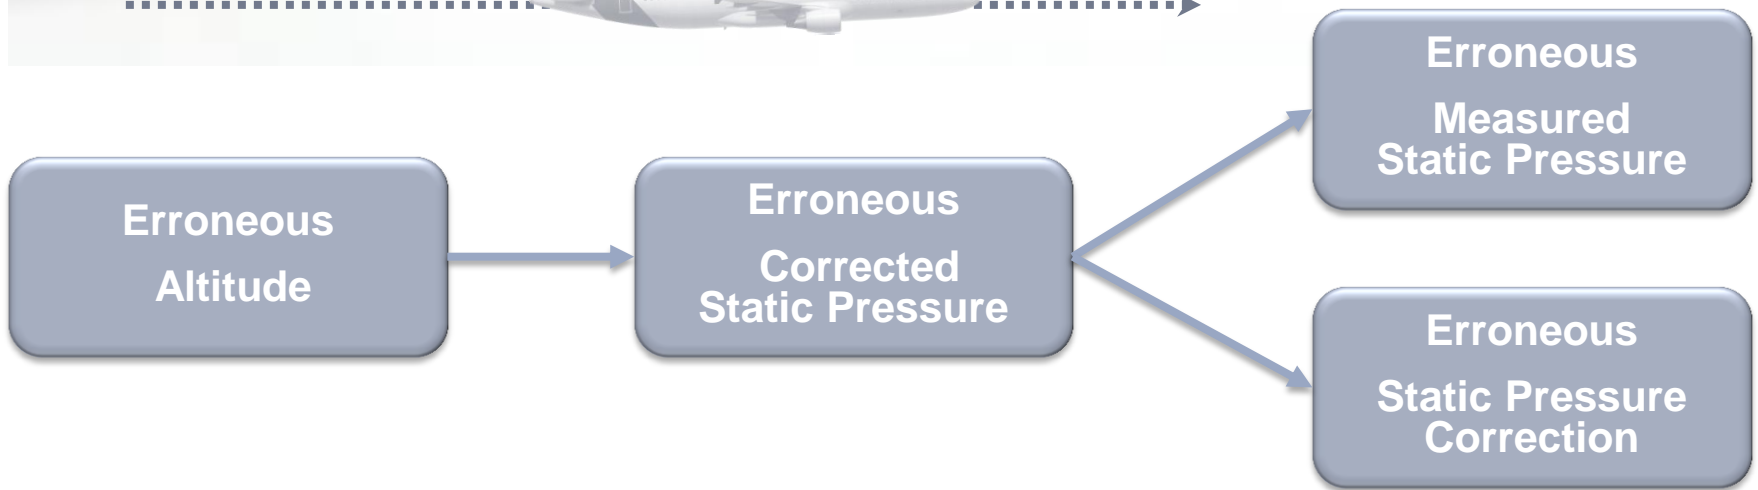 Erroneous
Altitude
Erroneous
Corrected
Static Pressure
Erroneous
Measured
Static Pressure
Erroneous
Static Pressure
Correction